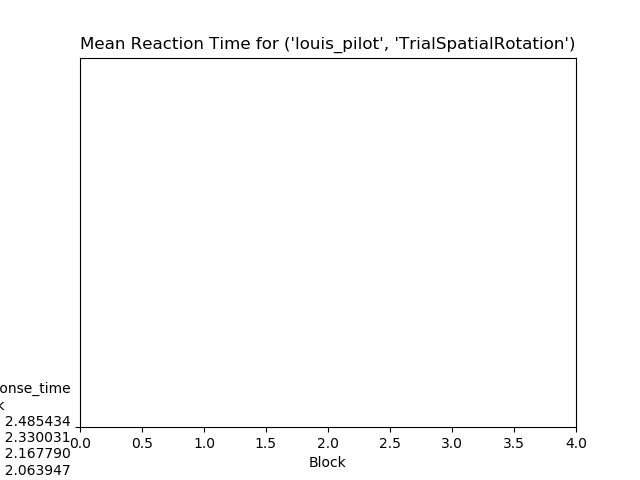 Mean Reaction Time for ('louis_pilot', 'TrialSpatialRotation')
onse_time
k
2.485434
2.330031
2.167790
2.063947
0.0 0.5 1.0 1.5 2.0 2.5 3.0 3.5 4.0
Block